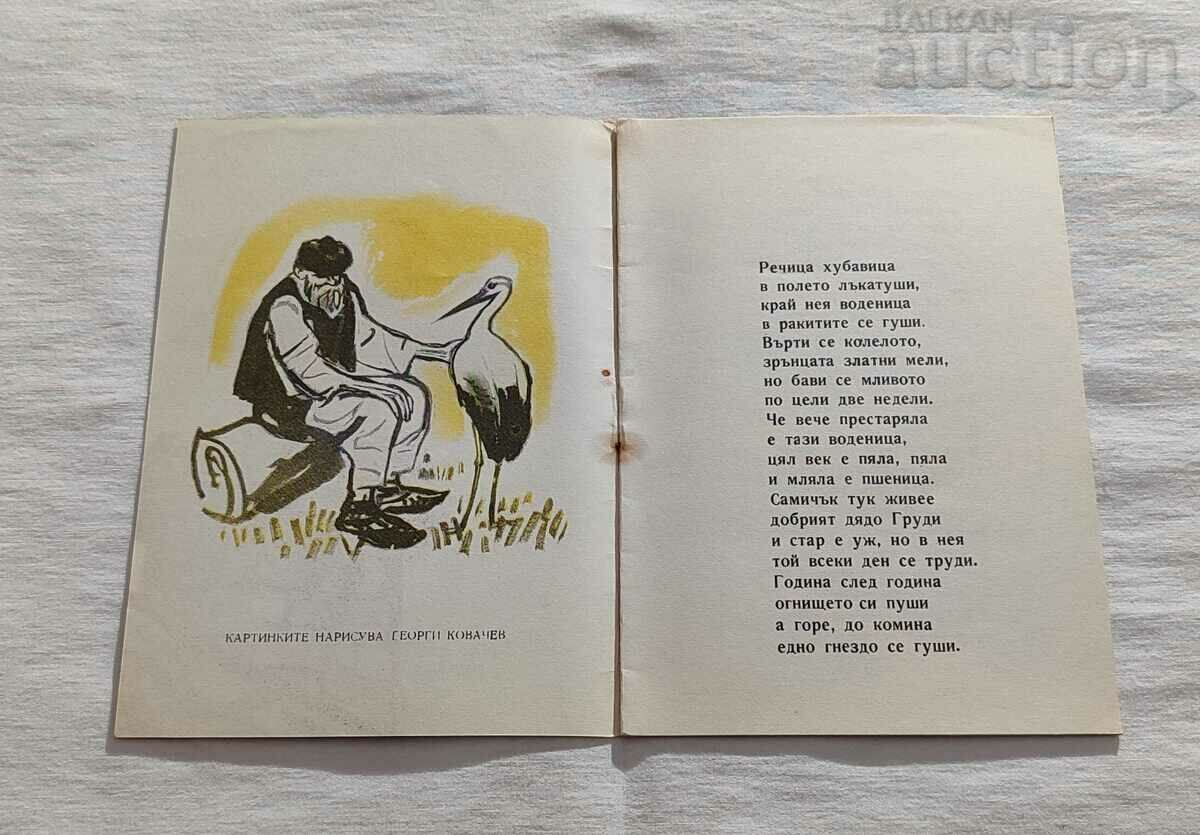 BALKAN
auction
КАРТИНКИТЕ НАРИСУВА ГЕОРГИ КОВАЧЕВ
Речица хубавица
в полето лъкатуши,
край нея воденица
в ракитите се гуши.
Върти се колелото,
зрънцата златни мели,
но бави се мливото
по цели две недели.
Че вече престаряла
е тази воденица,
цял век е пяла, пяла
и мляла е пшеница.
Самичък тук живее
добрият дядо Груди
и стар е уж, но в нея
той всеки ден се труди.
Година след година
огнището си пуши
а горе, до комина
едно гнездо се гуши.